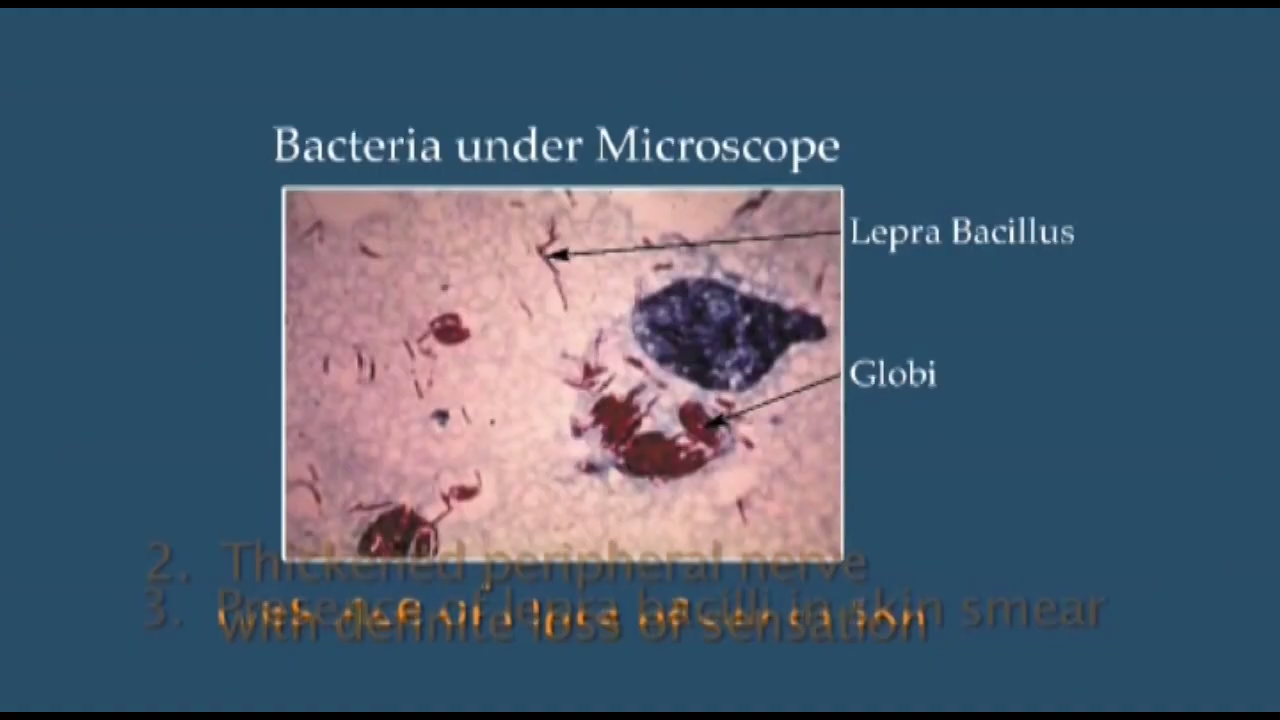 Bacteria under Microscope
Lepra Bacillus
Globi
2. Thickened peripheral nerve
3. Presence of lepra bacilli in skin smear
with definite loss of sensation